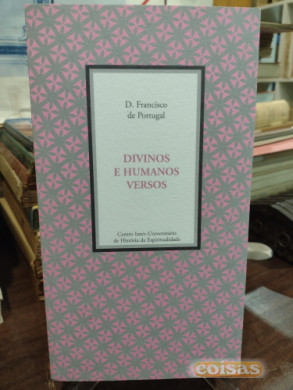 D. Francisco
de Portugal
DIVINOS
E HUMANOS
VERSOS
Centro Inter-Universitário
de História da Espiritualidade
coisas